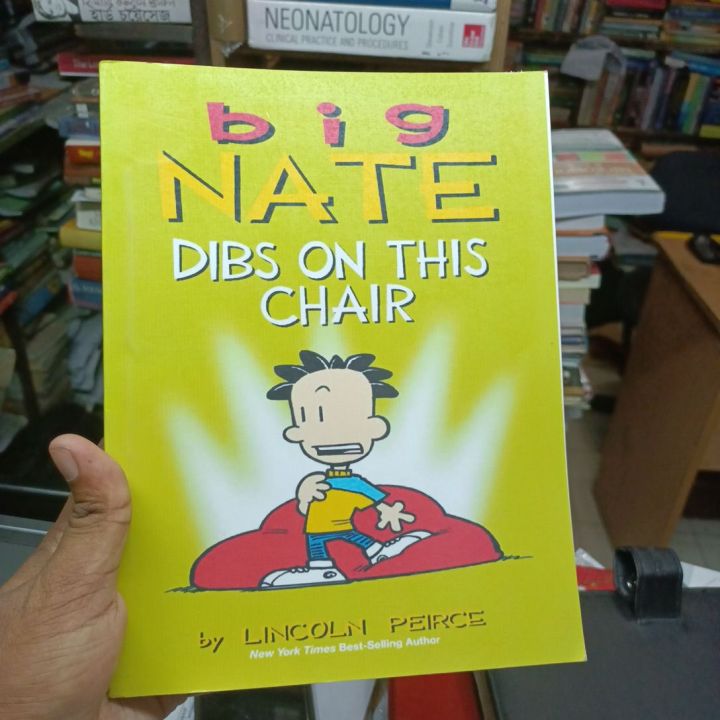 হার্ড চয়েসেজ
NEONATOLOGY
CLINICAL PRACTICE AND PROCEDURES
big
NATE
DIBS ON THIS
CHAIR
by LINCOLN PEIRCE
New York Times Best-Selling Author